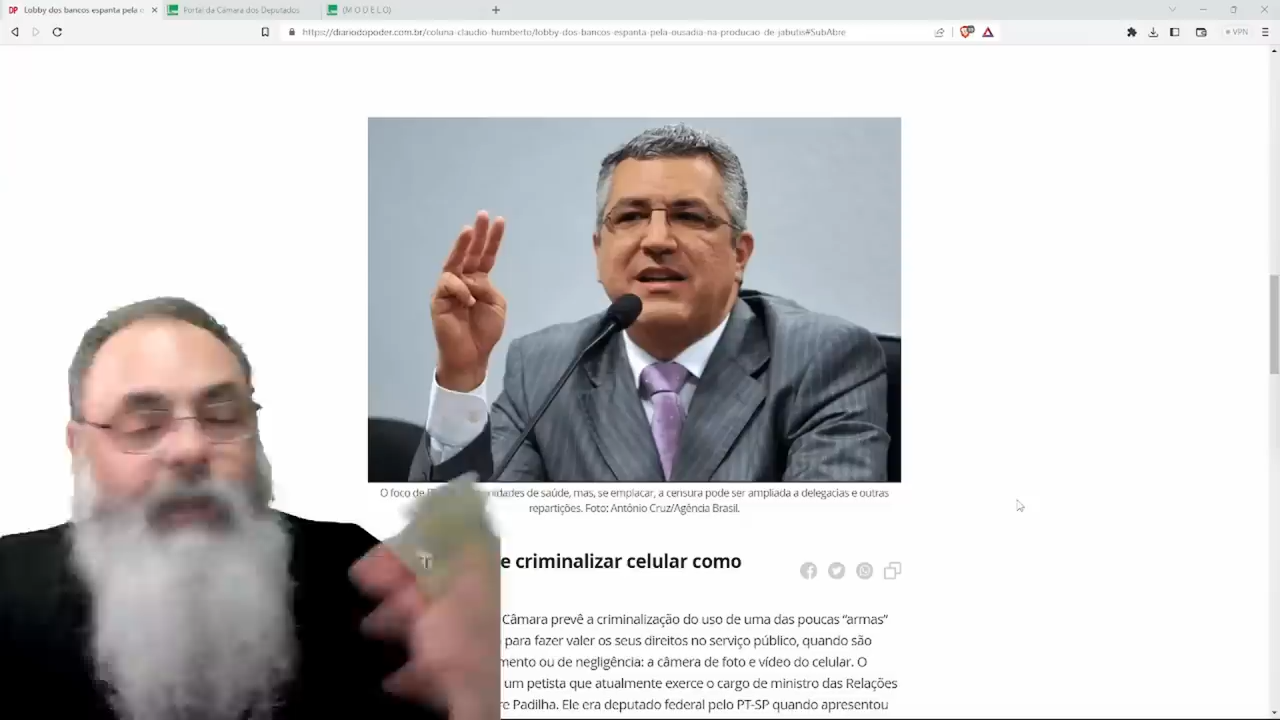 Lobby dos bancos espanta pela o
Portal da Câmara dos Deputados
(M O D E L O)
https://diariodopoder.com.br/coluna-claudio-humberto/lobby-dos-bancos-espanta-pela-ousadia-na-producao-de-jabutis#SubAbre
VPN
O foco de nidades de saúde, mas, se emplacar, a censura pode ser ampliada a delegacias e outras
repartições. Foto: Antônio Cruz/Agência Brasil.
e criminalizar celular como
Câmara prevê a criminalização do uso de uma das poucas “armas”
para fazer valer os seus direitos no serviço público, quando são
mento ou de negligência: a câmera de foto e vídeo do celular. O
um petista que atualmente exerce o cargo de ministro das Relações
re Padilha. Ele era deputado federal pelo PT-SP quando apresentou